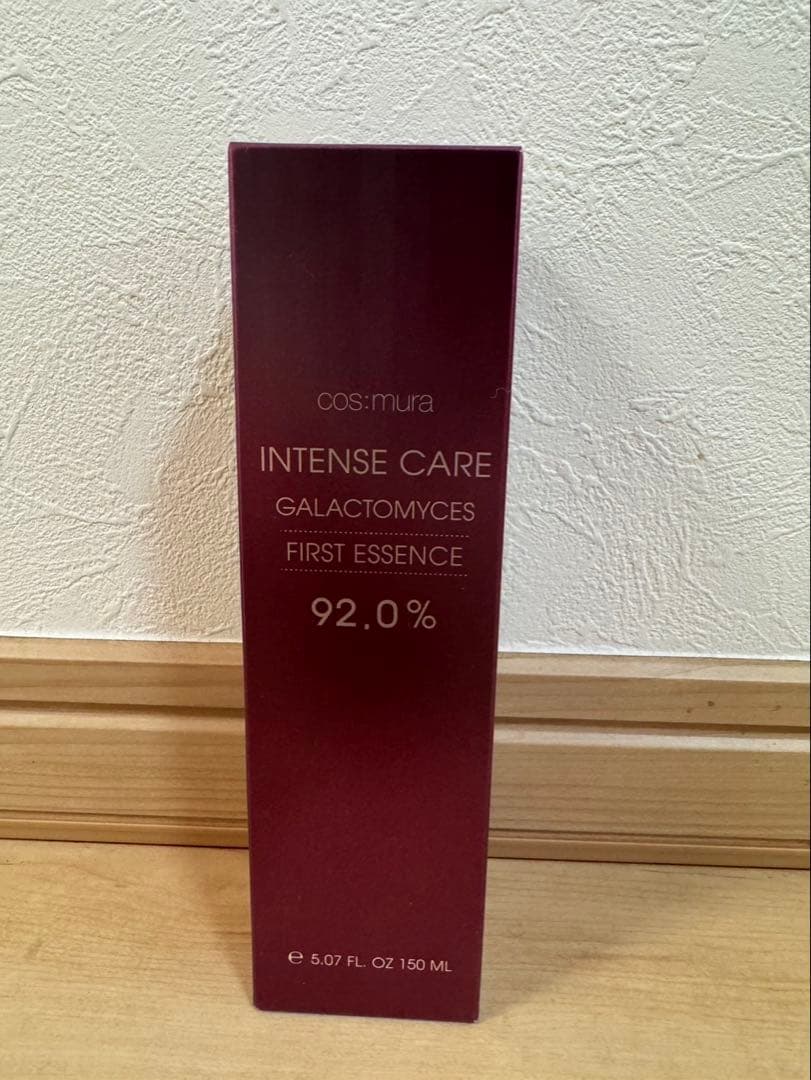 cos:mura
INTENSE CARE
GALACTOMYCES
FIRST ESSENCE
92.0%
℮ 5.07 FL. OZ 150 ML